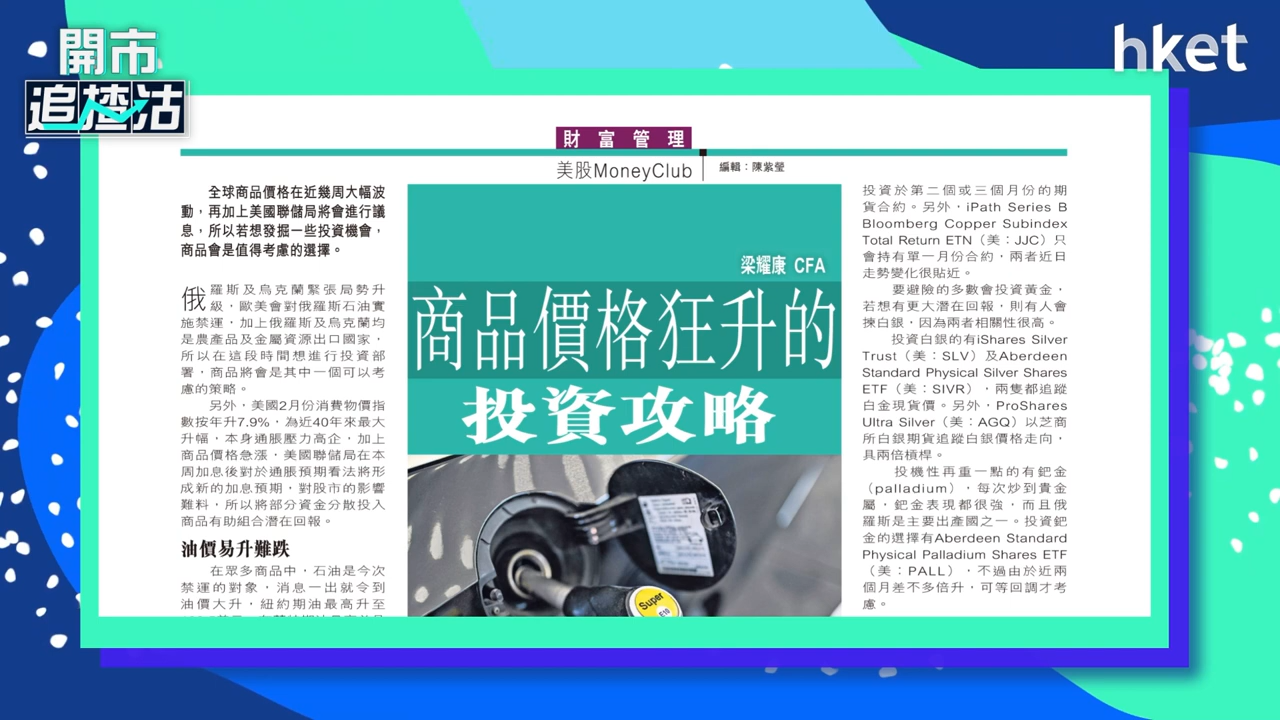 開市
追揸沽
hket
財富管理
美股MoneyClub
編輯：陳紫瑩
全球商品價格在近幾周大幅波
動，再加上美國聯儲局將會進行議
息，所以若想發掘一些投資機會，
商品會是值得考慮的選擇。
俄羅斯及烏克蘭緊張局勢升
級，歐美會對俄羅斯石油實
施禁運，加上俄羅斯及烏克蘭均
是農產品及金屬資源出口國家，
所以在這段時間想進行投資部
署，商品將會是其中一個可以考
慮的策略。
另外，美國2月份消費物價指
數按年升7.9%，為近40年來最大
升幅，本身通脹壓力高企，加上
商品價格急漲，美國聯儲局在本
周加息後對於通脹預期看法將形
成新的加息預期，對股市的影響
難料，所以將部分資金分散投入
商品有助組合潛在回報。
油價易升難跌
在眾多商品中，石油是今次
禁運的對象，消息一出就令到
油價大升，紐約期油最高升至
梁耀康 CFA
商品價格狂升的
投資攻略
Super
E10
投資於第二個或三個月份的期
貨合約。另外，iPath Series B
Bloomberg Copper Subindex
Total Return ETN（美：JJC）只
會持有單一月份合約，兩者近日
走勢變化很貼近。
要避險的多數會投資黃金，
若想有更大潛在回報，則有人會
揀白銀，因為兩者相關性很高。
投資白銀的有iShares Silver
Trust（美：SLV）及Aberdeen
Standard Physical Silver Shares
ETF（美：SIVR），兩隻都追蹤
白金現貨價。另外，ProShares
Ultra Silver（美：AGQ）以芝商
所白銀期貨追蹤白銀價格走向，
具兩倍槓桿。
投機性再重一點的有鈀金
（palladium），每次炒到貴金
屬，鈀金表現都很強，而且俄
羅斯是主要出產國之一。投資鈀
金的選擇有Aberdeen Standard
Physical Palladium Shares ETF
（美：PALL），不過由於近兩
個月差不多倍升，可等回調才考
慮。